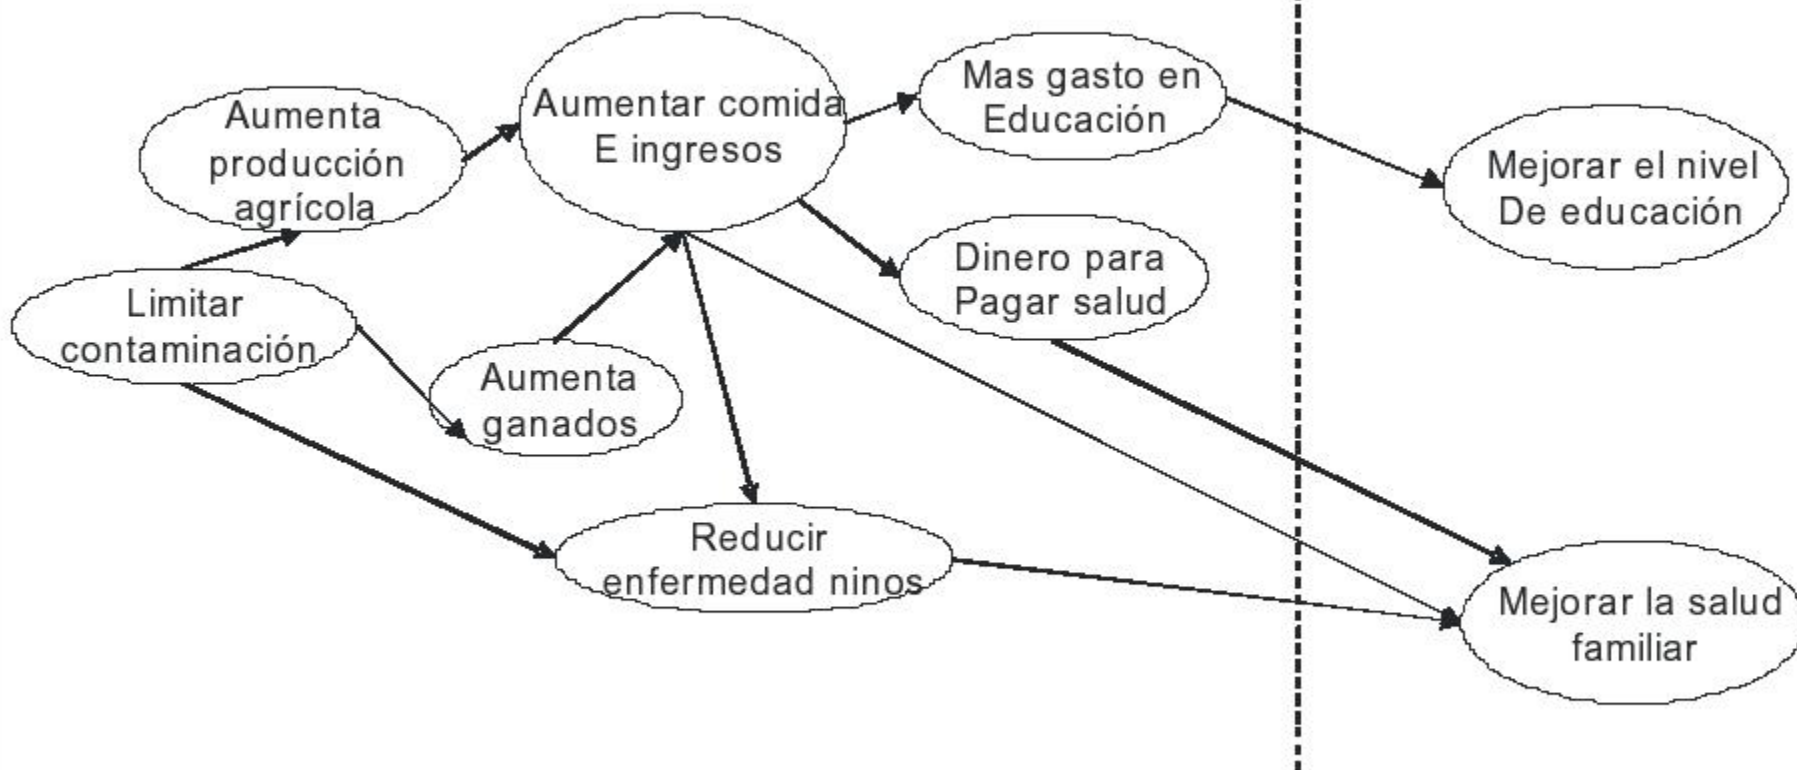 Aumenta
producción
agrícola
Aumentar comida
E ingresos
Mas gasto en
Educación
Mejorar el nivel
De educación
Limitar
contaminación
Dinero para
Pagar salud
Aumenta
ganados
Reducir
enfermedad ninos
Mejorar la salud
familiar